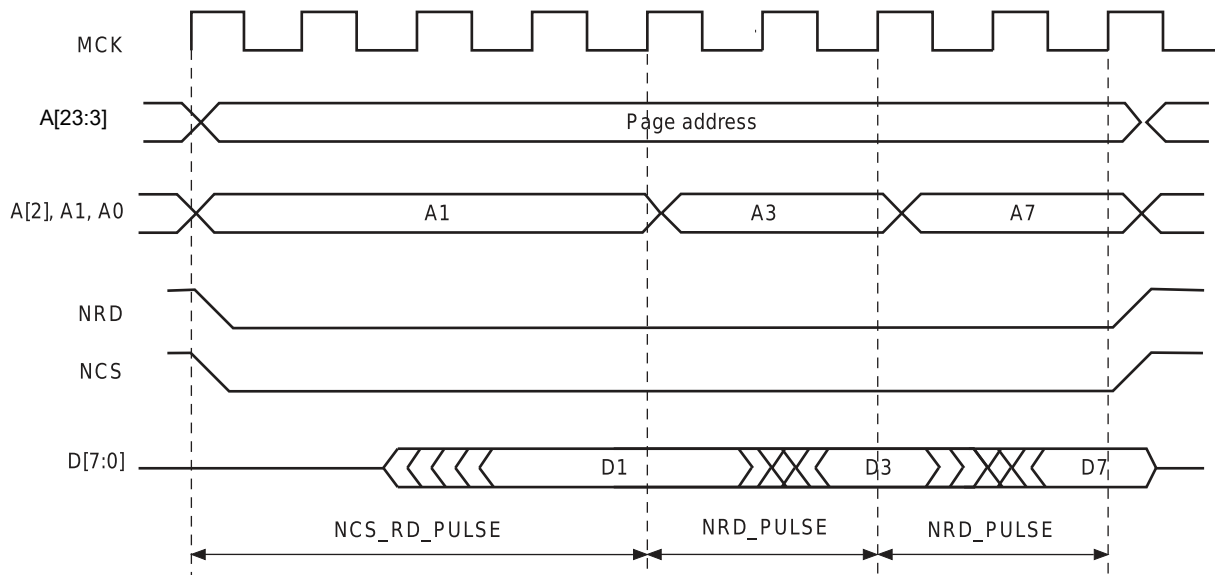 MCK
A[23:3]
Page address
A[2], A1, A0
A1
A3
A7
NRD
NCS
D[7:0]
D1
D3
D7
NCS_RD_PULSE
NRD_PULSE
NRD_PULSE